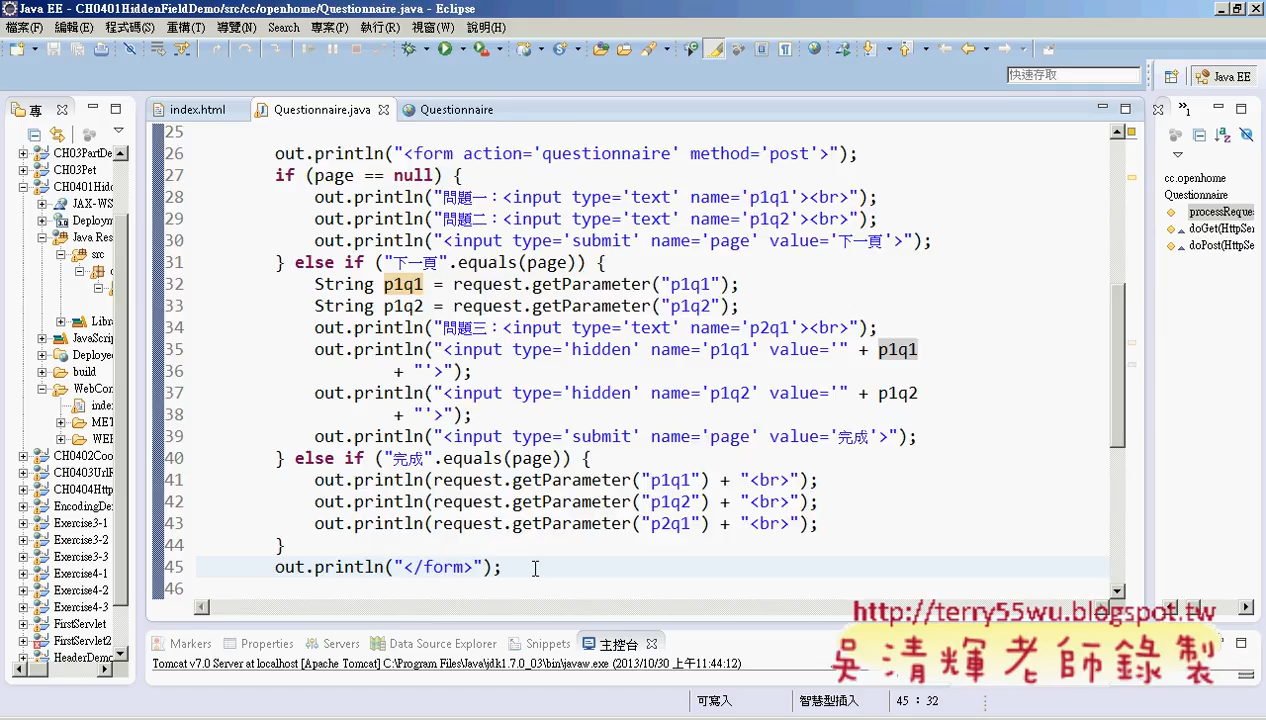 Java EE - CH0401HiddenFieldDemo/src/cc/openhome/Questionnaire.java - Eclipse
檔案(F) 編輯(E) 程式碼(S) 重構(T) 導覽(N) Search 專案(P) 執行(R) 視窗(W) 說明(H)
快速存取 Java EE
專 index.html Questionnaire.java Questionnaire
CH03PartDe
CH03Pet
CH0401Hidd
JAX-WS
Deploym
Java Res
src
Libr
JavaScri
Deploye
build
WebCon
inde
MET
WEE
CH0402Coo
CH0403UrlF
CH0404Http
EncodingDe
Exercise3-1
Exercise3-2
Exercise3-3
Exercise4-1
Exercise4-2
Exercise4-3
FirstServlet
FirstServlet2
HeaderDemo
25
26 out.println("<form action='questionnaire' method='post'>");
27 if (page == null) {
28 out.println("問題一：<input type='text' name='p1q1'><br>");
29 out.println("問題二：<input type='text' name='p1q2'><br>");
30 out.println("<input type='submit' name='page' value='下一頁'>");
31 } else if ("下一頁".equals(page)) {
32 String p1q1 = request.getParameter("p1q1");
33 String p1q2 = request.getParameter("p1q2");
34 out.println("問題三：<input type='text' name='p2q1'><br>");
35 out.println("<input type='hidden' name='p1q1' value='" + p1q1
36 + "'>");
37 out.println("<input type='hidden' name='p1q2' value='" + p1q2
38 + "'>");
39 out.println("<input type='submit' name='page' value='完成'>");
40 } else if ("完成".equals(page)) {
41 out.println(request.getParameter("p1q1") + "<br>");
42 out.println(request.getParameter("p1q2") + "<br>");
43 out.println(request.getParameter("p2q1") + "<br>");
44 }
45 out.println("</form>");
46
cc.openhome
Questionnaire
processReque
doGet(HttpSer
doPost(HttpSe
http://terry55wu.blogspot.tw
吳清輝老師錄製
Markers Properties Servers Data Source Explorer Snippets 主控台
Tomcat v7.0 Server at localhost [Apache Tomcat] C:\Program Files\Java\jdk1.7.0_03\bin\javaw.exe (2013/10/30 上午11:44:12)
可寫入 智慧型插入 45 : 32